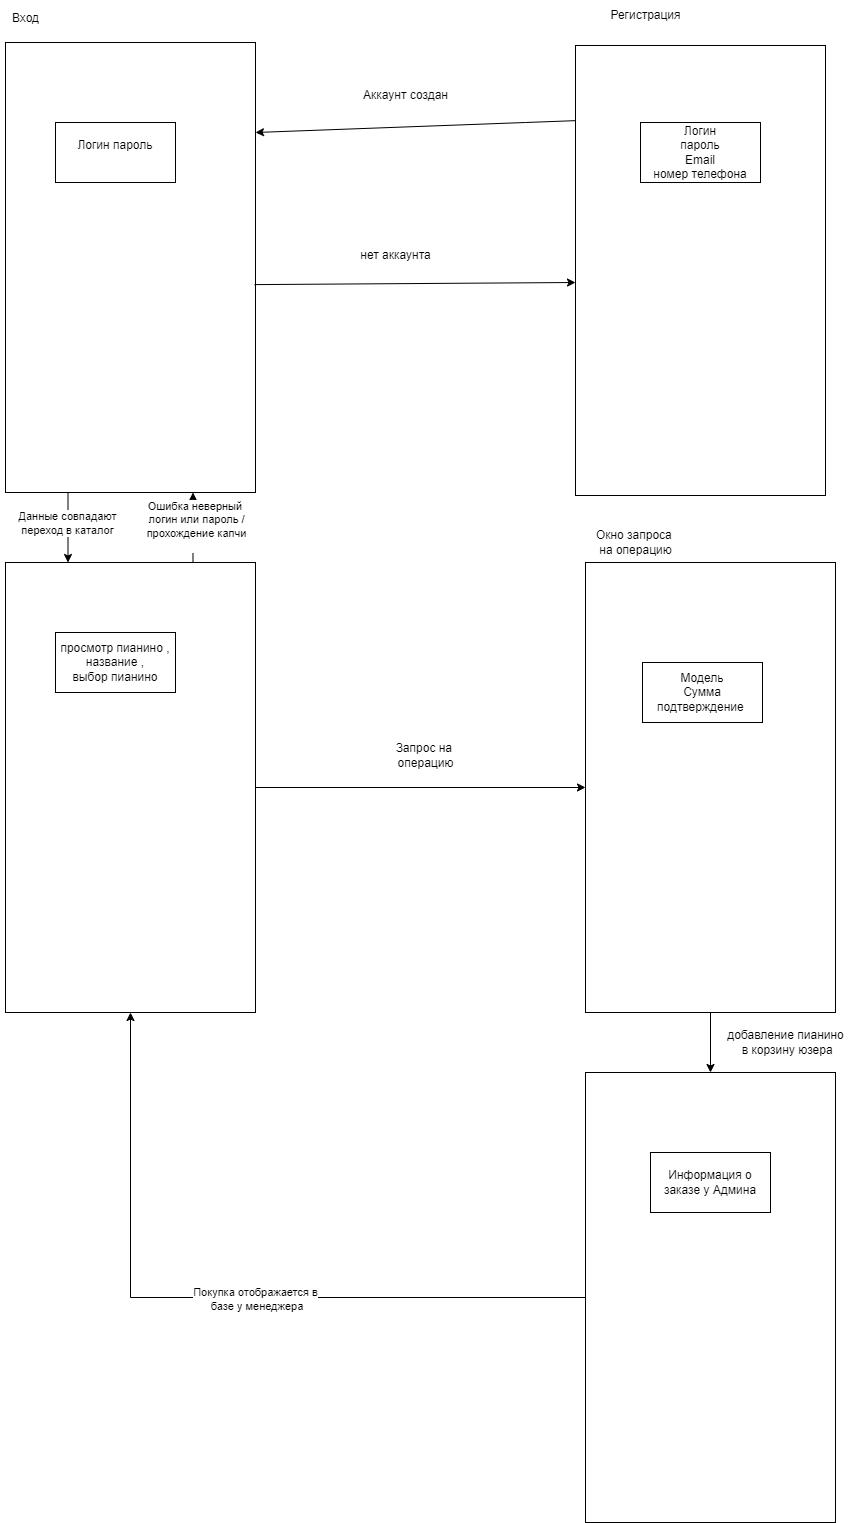 Вход
Регистрация
Аккаунт создан
Логин пароль
Логин
пароль
Email
номер телефона
нет аккаунта
Данные совпадают
переход в каталог
Ошибка неверный
логин или пароль /
прохождение капчи
Окно запроса
на операцию
просмотр пианино ,
название ,
выбор пианино
Модель
Сумма
подтверждение
Запрос на
операцию
добавление пианино
в корзину юзера
Информация о
заказе у Админа
Покупка отображается в
базе у менеджера